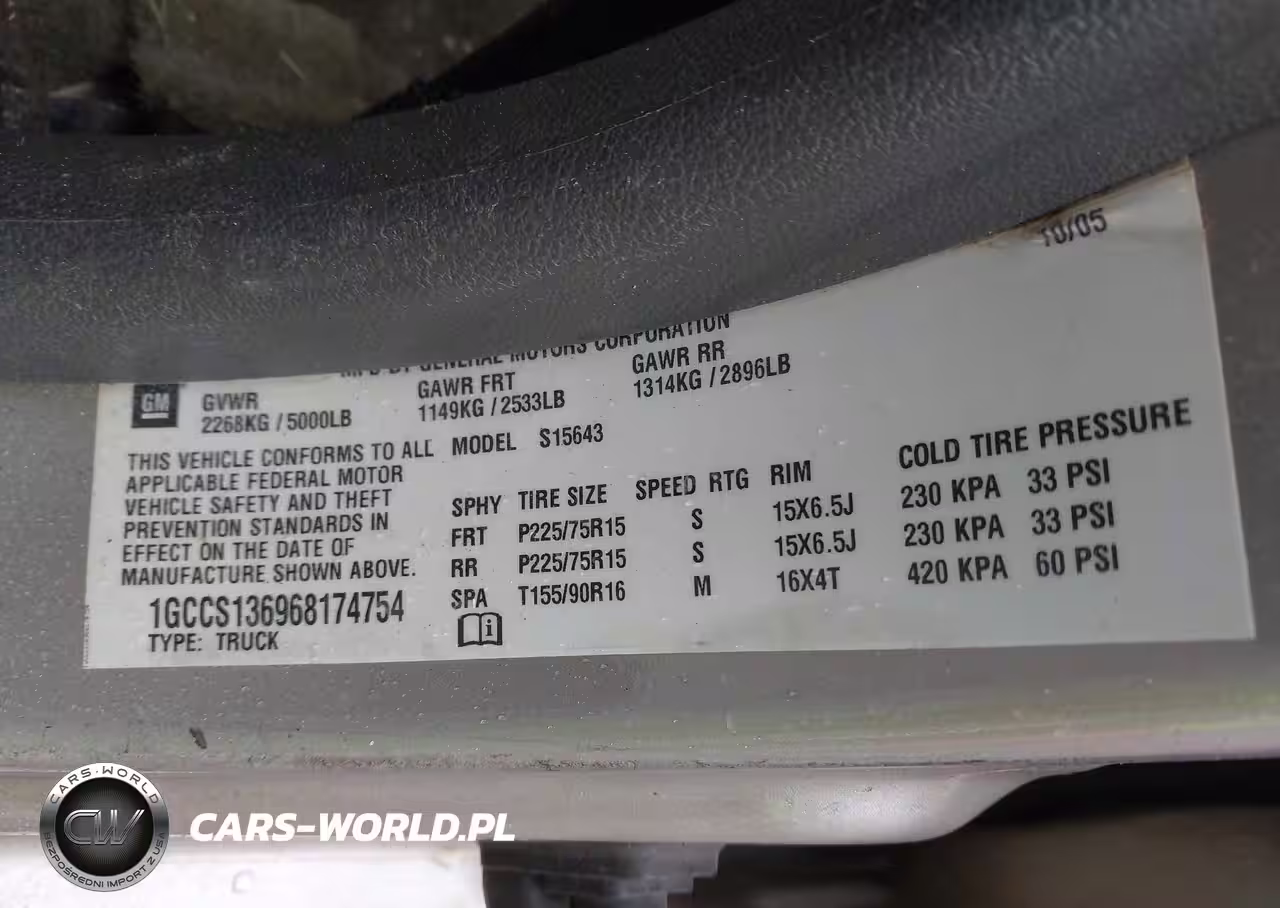 10/05
MFD BY GENERAL MOTORS CORPORATION
GM
GVWR GAWR FRT GAWR RR
2268KG / 5000LB 1149KG / 2533LB 1314KG / 2896LB
THIS VEHICLE CONFORMS TO ALL
APPLICABLE FEDERAL MOTOR
VEHICLE SAFETY AND THEFT
PREVENTION STANDARDS IN
EFFECT ON THE DATE OF
MANUFACTURE SHOWN ABOVE.
1GCCS136968174754
TYPE: TRUCK
MODEL S15643
SPHY TIRE SIZE SPEED RTG RIM COLD TIRE PRESSURE
FRT P225/75R15 S 15X6.5J 230 KPA 33 PSI
RR P225/75R15 S 15X6.5J 230 KPA 33 PSI
SPA T155/90R16 M 16X4T 420 KPA 60 PSI
i
CARS-WORLD
CW
BEZPOŚREDNI IMPORT Z USA
CARS-WORLD.PL